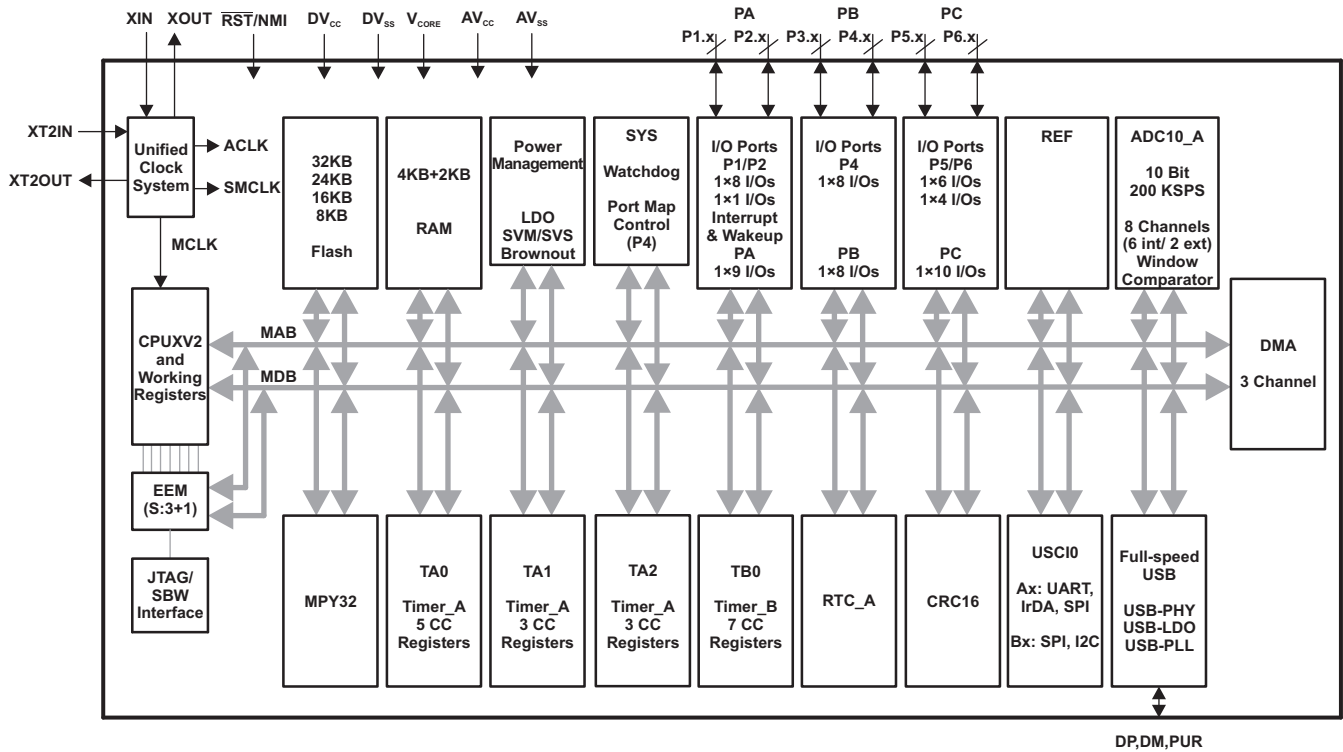 XIN XOUT RST/NMI DVCC DVSS VCORE AVCC AVSS
PA PB PC
P1.x P2.x P3.x P4.x P5.x P6.x
XT2IN
XT2OUT
Unified
Clock
System
ACLK
SMCLK
MCLK
32KB
24KB
16KB
8KB
Flash
4KB+2KB
RAM
Power
Management
LDO
SVM/SVS
Brownout
SYS
Watchdog
Port Map
Control
(P4)
I/O Ports
P1/P2
1×8 I/Os
1×1 I/Os
Interrupt
& Wakeup
PA
1×9 I/Os
I/O Ports
P4
1×8 I/Os
PB
1×8 I/Os
I/O Ports
P5/P6
1×6 I/Os
1×4 I/Os
PC
1×10 I/Os
REF
ADC10_A
10 Bit
200 KSPS
8 Channels
(6 int/ 2 ext)
Window
Comparator
CPUXV2
and
Working
Registers
MAB
MDB
DMA
3 Channel
EEM
(S:3+1)
JTAG/
SBW
Interface
MPY32
TA0
Timer_A
5 CC
Registers
TA1
Timer_A
3 CC
Registers
TA2
Timer_A
3 CC
Registers
TB0
Timer_B
7 CC
Registers
RTC_A
CRC16
USCI0
Ax: UART,
IrDA, SPI
Bx: SPI, I2C
Full-speed
USB
USB-PHY
USB-LDO
USB-PLL
DP,DM,PUR